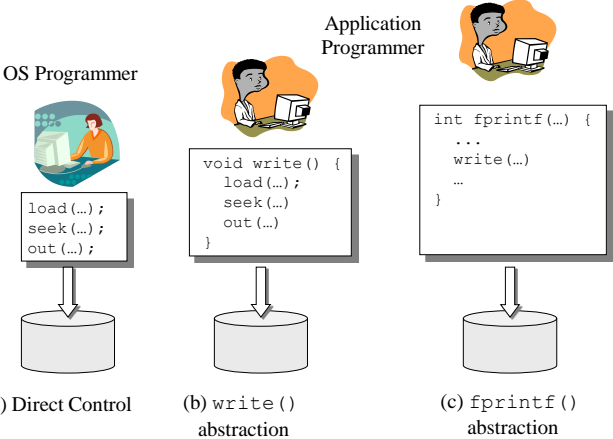 Application
Programmer
OS Programmer
load(…);
seek(…);
out(…);
void write() {
load(…);
seek(…)
out(…)
}
int fprintf(…) {
...
write(…)
…
}
) Direct Control
(b) write()
abstraction
(c) fprintf()
abstraction